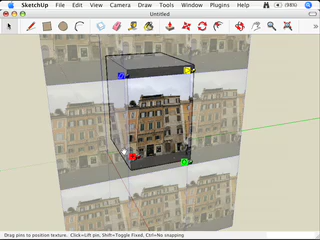 SketchUp File Edit View Camera Draw Tools Window Plugins Help (98%)
Untitled
Drag pins to position texture. Click=Lift pin. Shift=Toggle Fixed, Ctrl=No snapping